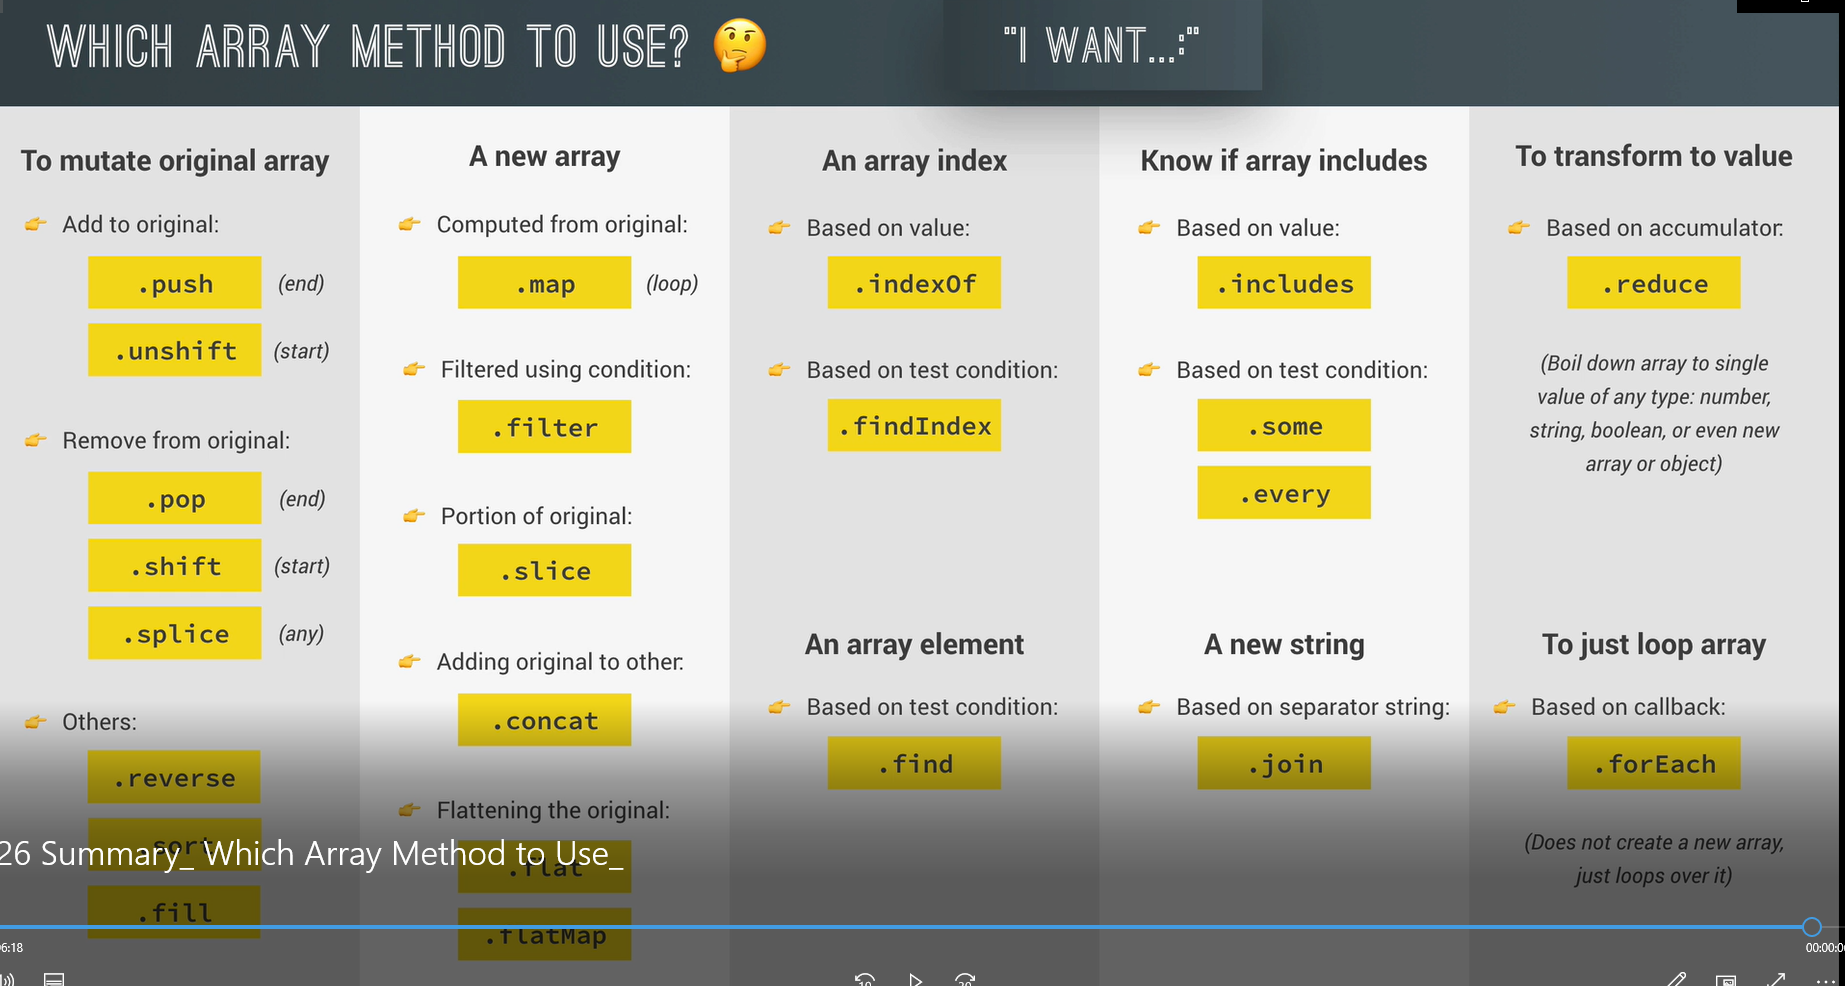 WHICH ARRAY METHOD TO USE? 🤔
"I WANT...:"
To mutate original array
👉 Add to original:
.push (end)
.unshift (start)
👉 Remove from original:
.pop (end)
.shift (start)
.splice (any)
👉 Others:
.reverse
.sort
.fill
A new array
👉 Computed from original:
.map (loop)
👉 Filtered using condition:
.filter
👉 Portion of original:
.slice
👉 Adding original to other:
.concat
👉 Flattening the original:
.flat
.flatMap
An array index
👉 Based on value:
.indexOf
👉 Based on test condition:
.findIndex
An array element
👉 Based on test condition:
.find
Know if array includes
👉 Based on value:
.includes
👉 Based on test condition:
.some
.every
A new string
👉 Based on separator string:
.join
To transform to value
👉 Based on accumulator:
.reduce
(Boil down array to single
value of any type: number,
string, boolean, or even new
array or object)
To just loop array
👉 Based on callback:
.forEach
(Does not create a new array,
just loops over it)
26 Summary_ Which Array Method to Use_
6:18
00:00:0
10
30